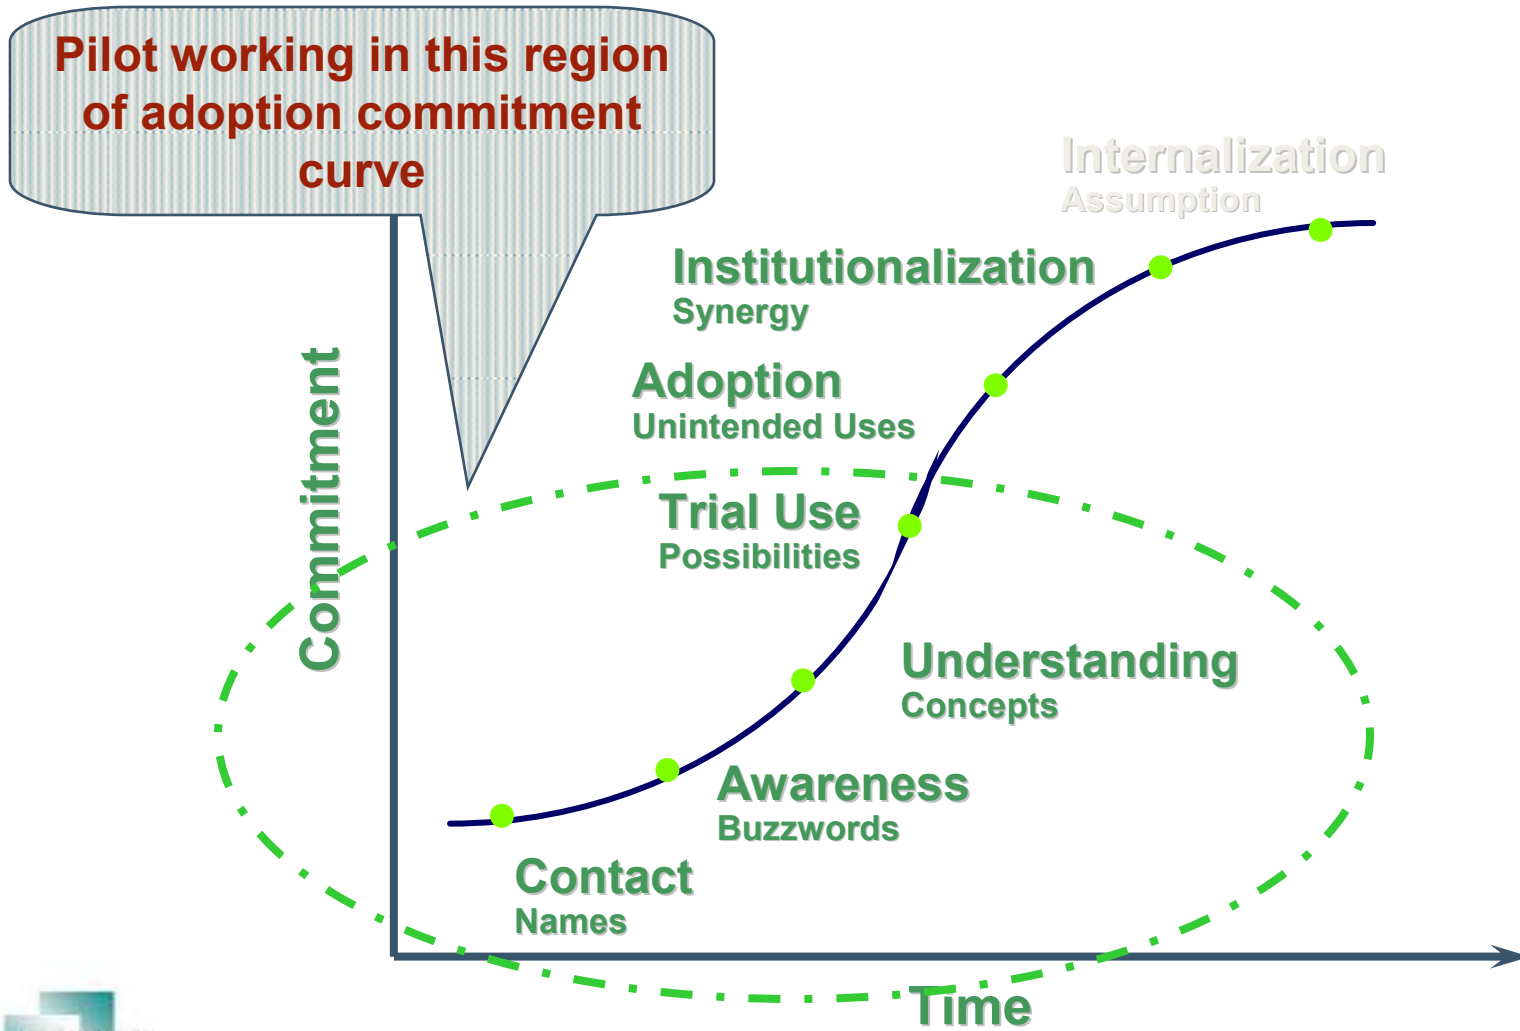 Pilot working in this region
of adoption commitment
curve
Internalization
Assumption
Institutionalization
Synergy
Adoption
Unintended Uses
Commitment
Trial Use
Possibilities
Understanding
Concepts
Awareness
Buzzwords
Contact
Names
Time